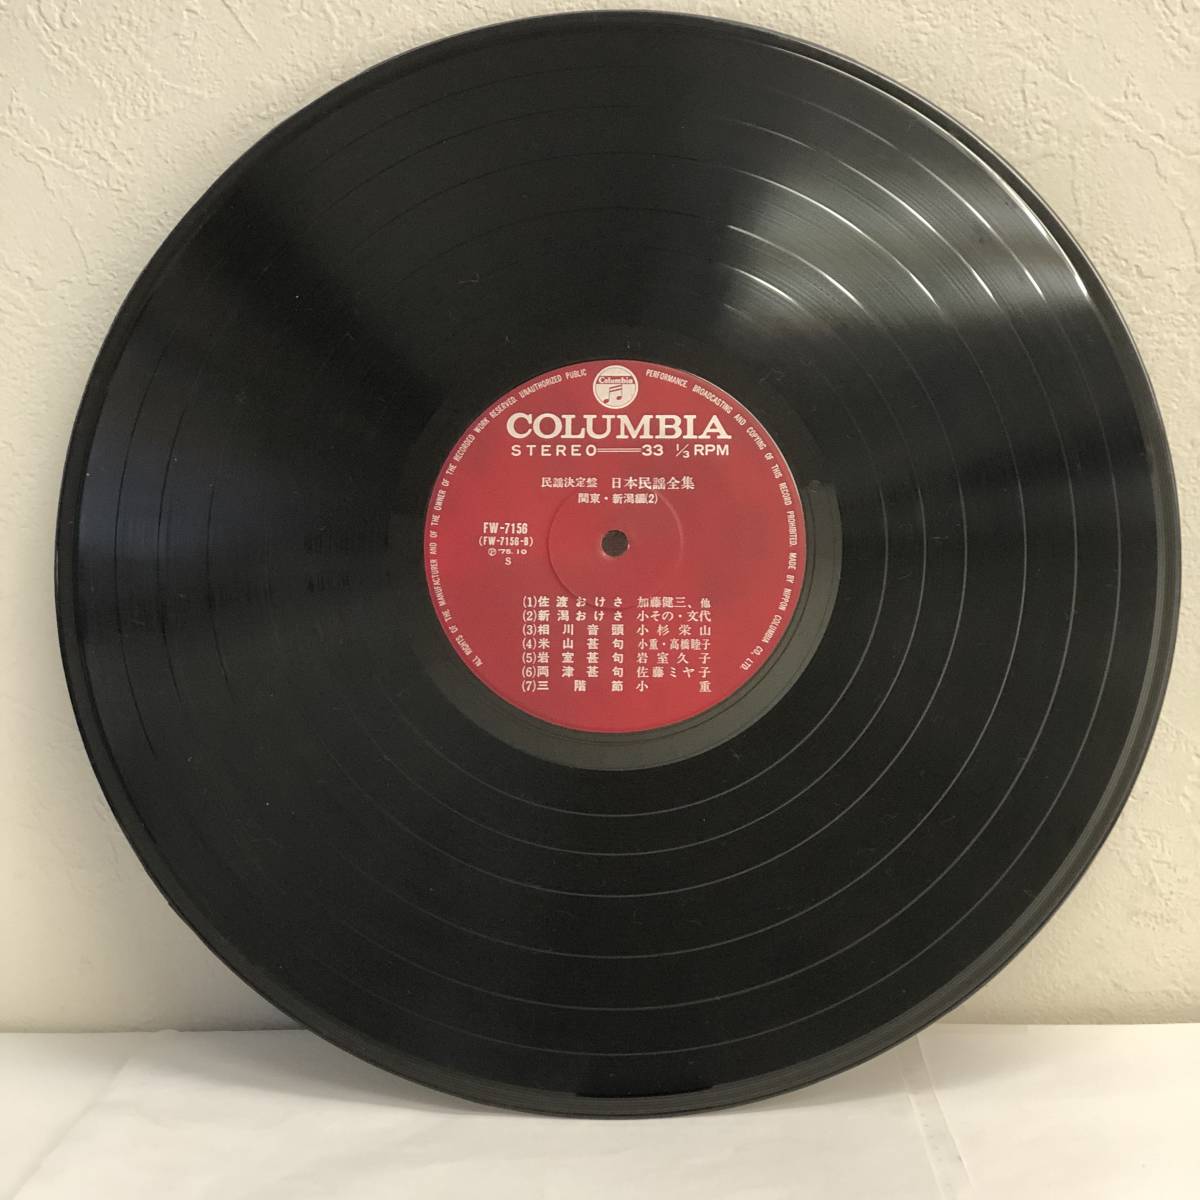 ALL RIGHTS OF THE MANUFACTURER AND OF THE OWNER OF THE RECORDED WORK RESERVED. UNAUTHORIZED PUBLIC PERFORMANCE, BROADCASTING AND COPYING OF THIS RECORD PROHIBITED. MADE BY NIPPON COLUMBIA CO., LTD.
Columbia
COLUMBIA
STEREO 33 1/3 RPM
民謡決定盤 日本民謡全集
関東・新潟編(2)
FW-7156
(FW-7156-B)
Ⓟ'75.10
S
(1)佐渡おけさ 加藤健三、他
(2)新潟おけさ 小その・文代
(3)相川音頭 小杉栄山
(4)米山甚句 小重・高橋睦子
(5)岩室甚句 岩室久子
(6)両津甚句 佐藤ミヤ子
(7)三階節 小重